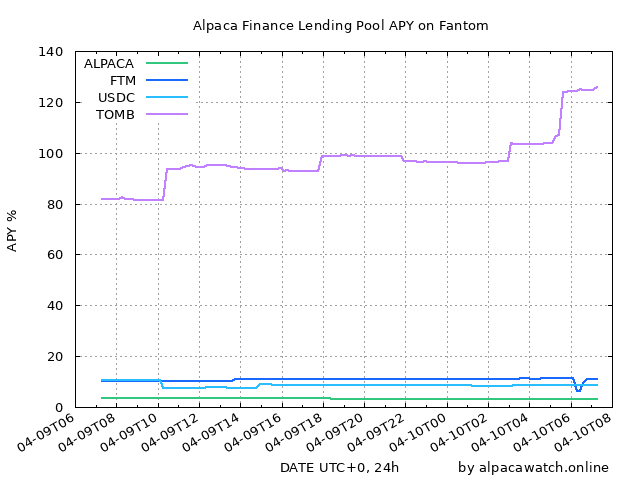 Alpaca Finance Lending Pool APY on Fantom
140
120
100
80
60
40
20
0
APY %
ALPACA
FTM
USDC
TOMB
04-09T06
04-09T08
04-09T10
04-09T12
04-09T14
04-09T16
04-09T18
04-09T20
04-09T22
04-10T00
04-10T02
04-10T04
04-10T06
04-10T08
DATE UTC+0, 24h
by alpacawatch.online